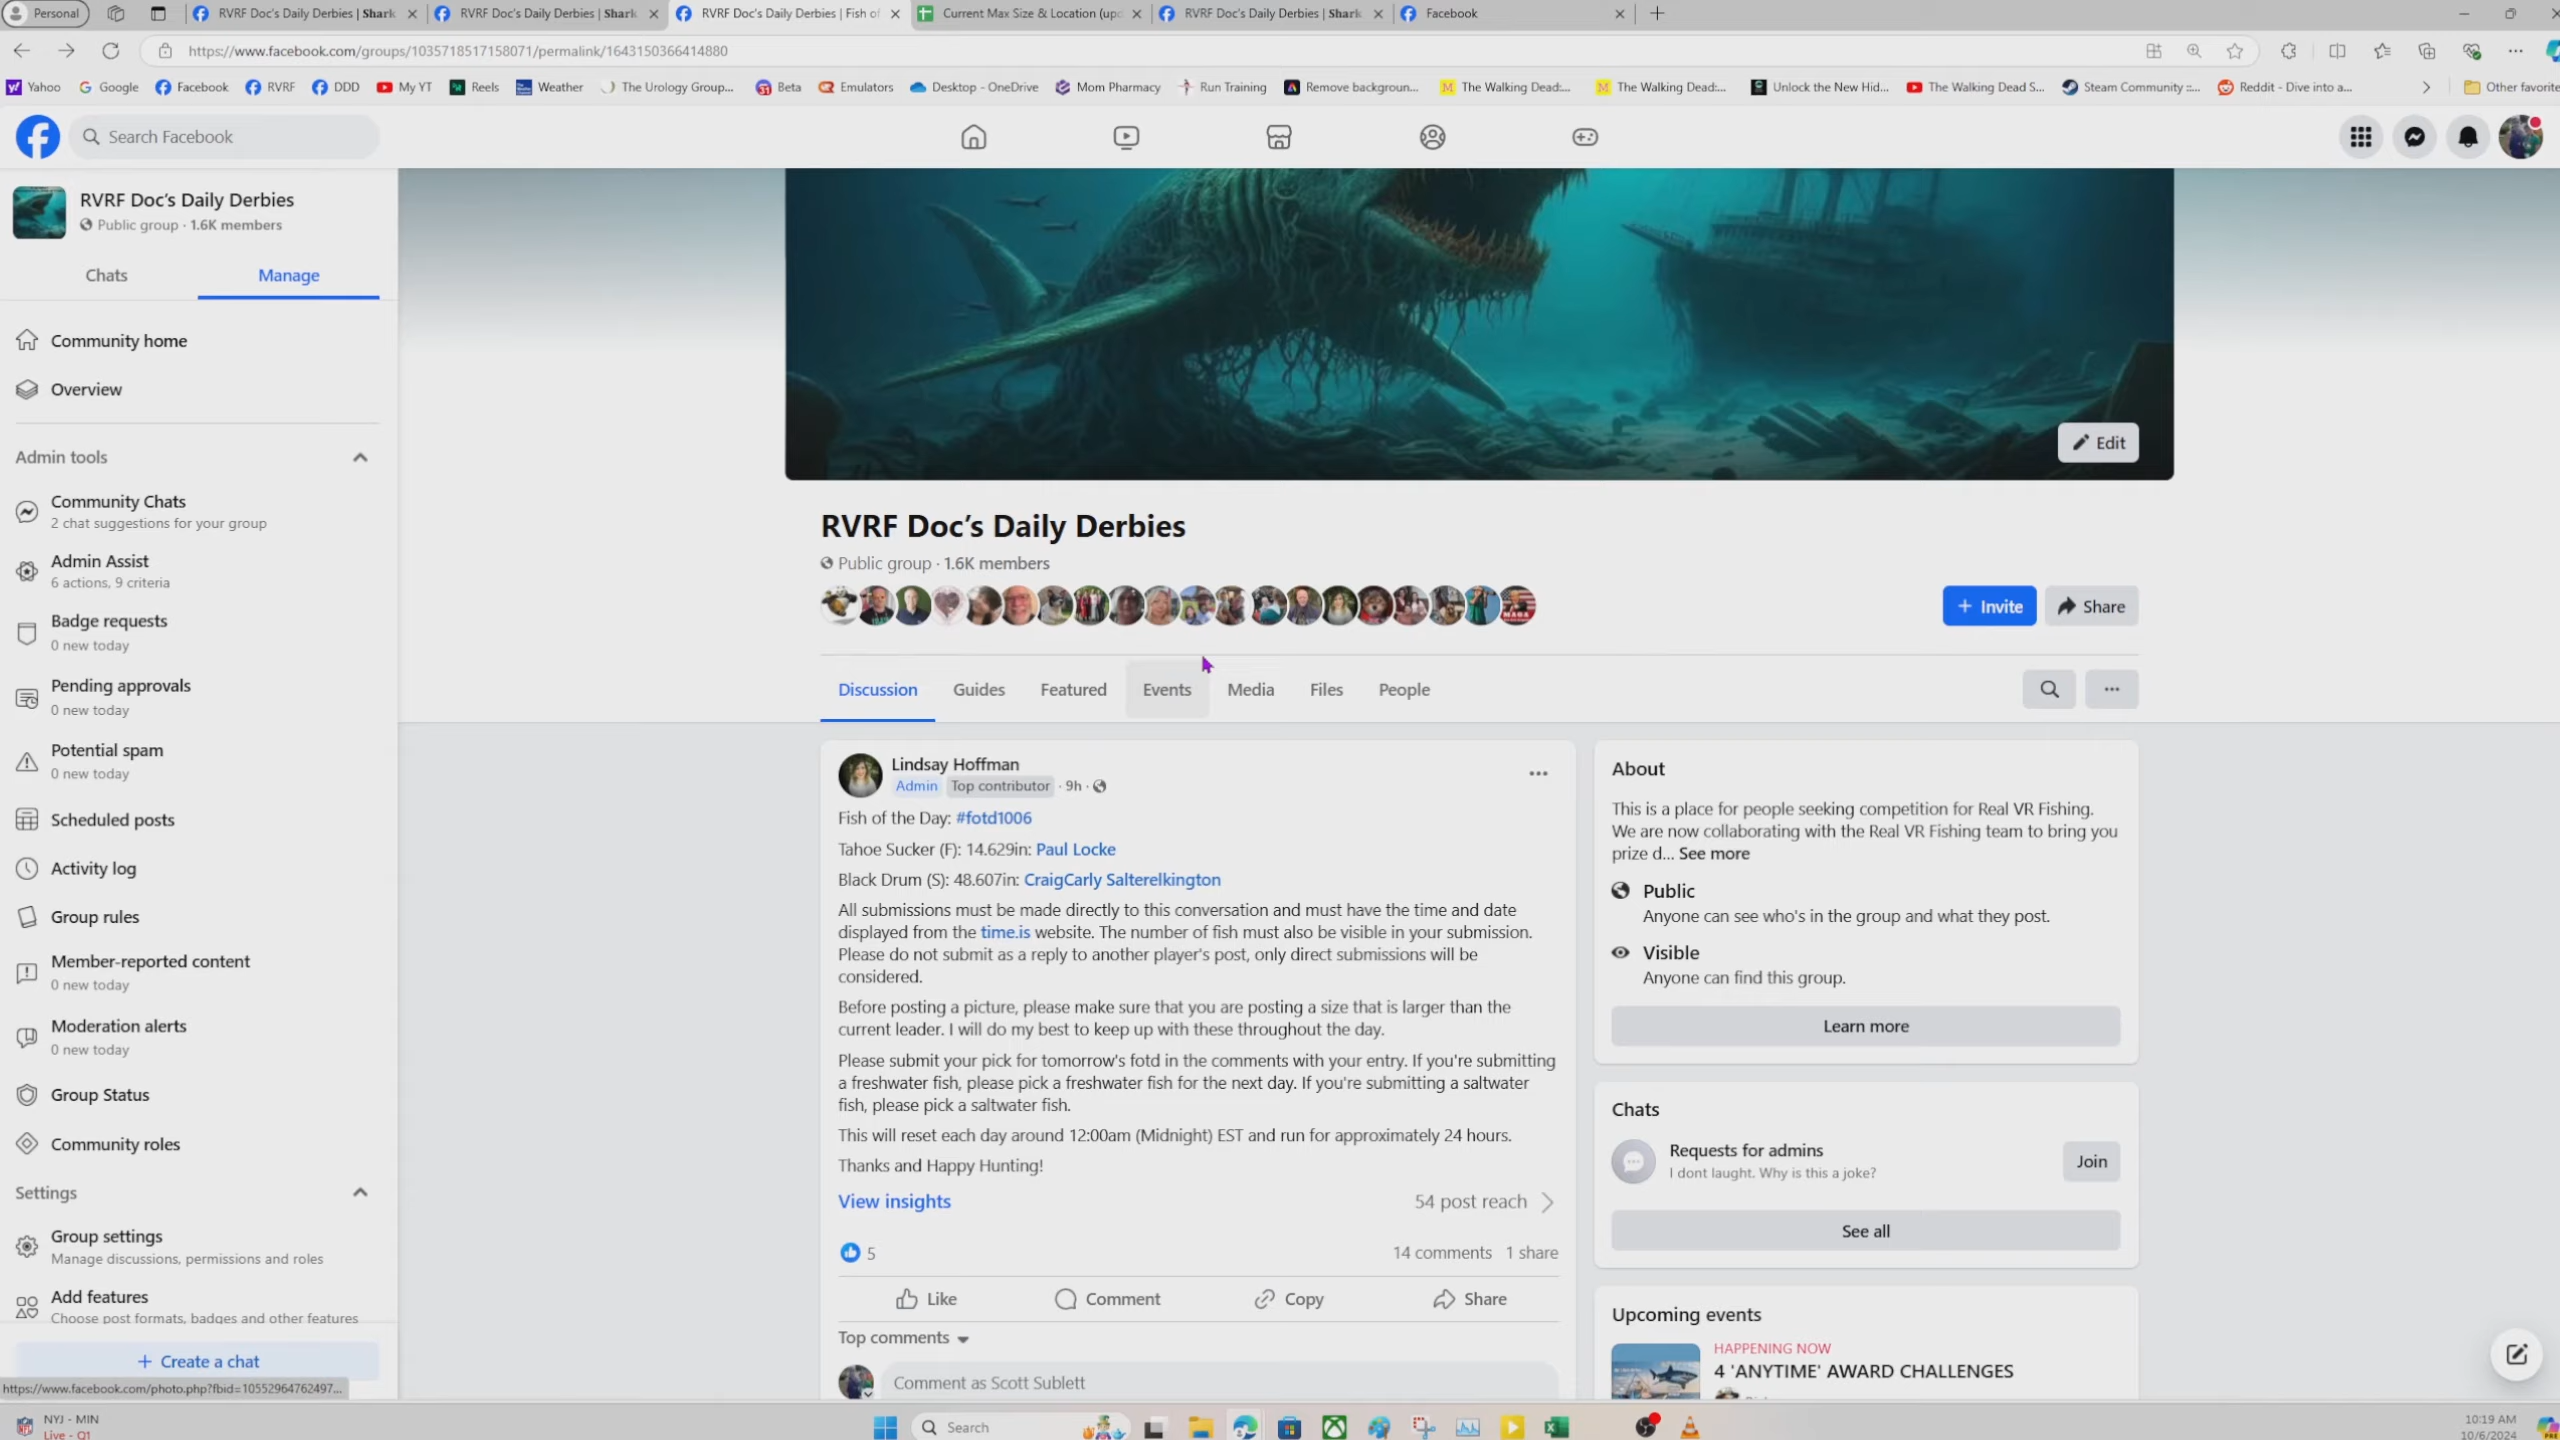 Personal
RVRF Doc's Daily Derbies | Shark
RVRF Doc's Daily Derbies | Shark
RVRF Doc's Daily Derbies | Fish of
Current Max Size & Location (upd
RVRF Doc's Daily Derbies | Shark
Facebook
https://www.facebook.com/groups/1035718517158071/permalink/1643150366414880
Yahoo
Google
Facebook
RVRF
DDD
My YT
Reels
Weather
The Urology Group...
Beta
Emulators
Desktop - OneDrive
Mom Pharmacy
Run Training
Remove backgroun...
The Walking Dead:...
The Walking Dead:...
Unlock the New Hid...
The Walking Dead S...
Steam Community ::...
Reddit - Dive into a...
Other favorite
Search Facebook
RVRF Doc's Daily Derbies
Public group · 1.6K members
Chats
Manage
Community home
Overview
Admin tools
Community Chats
2 chat suggestions for your group
Admin Assist
6 actions, 9 criteria
Badge requests
0 new today
Pending approvals
0 new today
Potential spam
0 new today
Scheduled posts
Activity log
Group rules
Member-reported content
0 new today
Moderation alerts
0 new today
Group Status
Community roles
Settings
Group settings
Manage discussions, permissions and roles
Add features
Choose post formats, badges and other features
+ Create a chat
https://www.facebook.com/photo.php?fbid=10552964762497...
Edit
RVRF Doc's Daily Derbies
Public group · 1.6K members
+ Invite
Share
Discussion
Guides
Featured
Events
Media
Files
People
Lindsay Hoffman
Admin Top contributor · 9h ·
Fish of the Day: #fotd1006
Tahoe Sucker (F): 14.629in: Paul Locke
Black Drum (S): 48.607in: CraigCarly Salterelkington
All submissions must be made directly to this conversation and must have the time and date
displayed from the time.is website. The number of fish must also be visible in your submission.
Please do not submit as a reply to another player's post, only direct submissions will be
considered.
Before posting a picture, please make sure that you are posting a size that is larger than the
current leader. I will do my best to keep up with these throughout the day.
Please submit your pick for tomorrow's fotd in the comments with your entry. If you're submitting
a freshwater fish, please pick a freshwater fish for the next day. If you're submitting a saltwater
fish, please pick a saltwater fish.
This will reset each day around 12:00am (Midnight) EST and run for approximately 24 hours.
Thanks and Happy Hunting!
View insights
54 post reach
5
14 comments 1 share
Like
Comment
Copy
Share
Top comments
Comment as Scott Sublett
About
This is a place for people seeking competition for Real VR Fishing.
We are now collaborating with the Real VR Fishing team to bring you
prize d... See more
Public
Anyone can see who's in the group and what they post.
Visible
Anyone can find this group.
Learn more
Chats
Requests for admins
I dont laught. Why is this a joke?
Join
See all
Upcoming events
HAPPENING NOW
4 'ANYTIME' AWARD CHALLENGES
NYJ - MIN
Live - Q1
Search
10:19 AM
10/6/2024